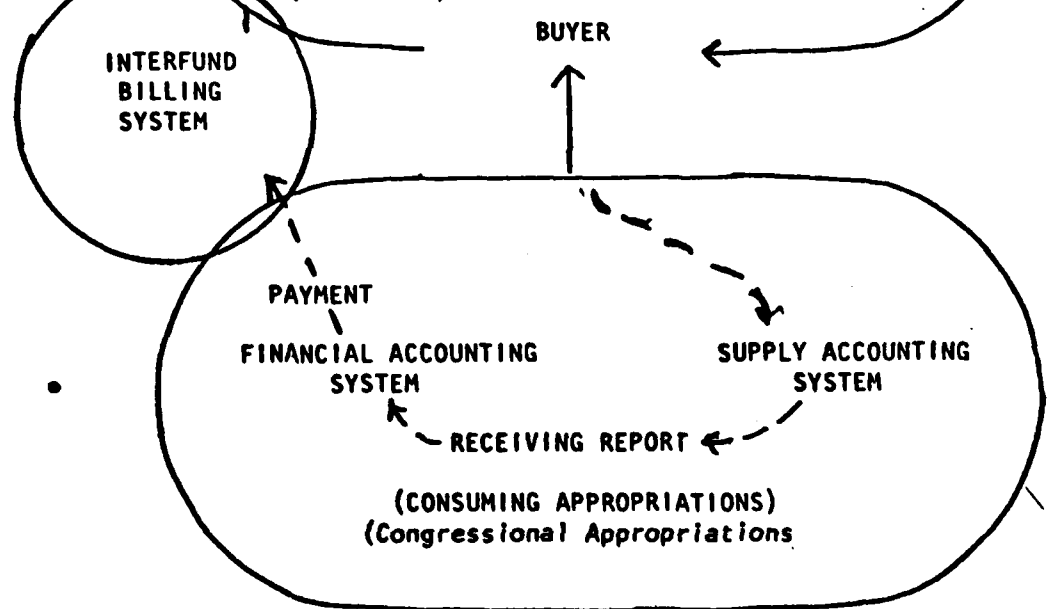 BUYER
INTERFUND
BILLING
SYSTEM
PAYMENT
FINANCIAL ACCOUNTING
SYSTEM
SUPPLY ACCOUNTING
SYSTEM
RECEIVING REPORT
(CONSUMING APPROPRIATIONS)
(Congressional Appropriations